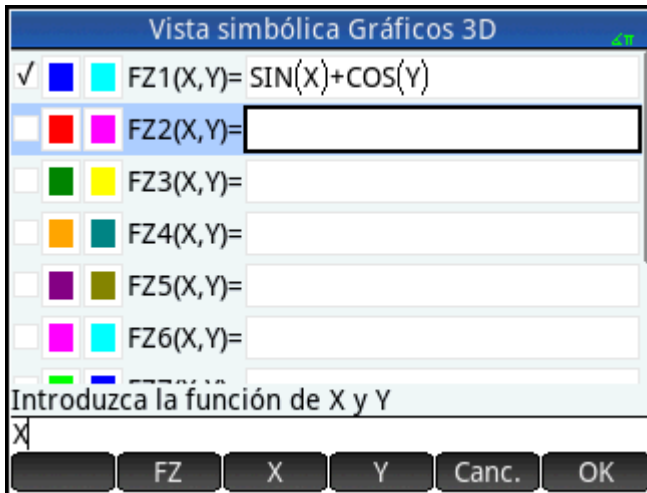 Vista simbólica Gráficos 3D
∠π
√ FZ1(X,Y)= SIN(X)+COS(Y)
FZ2(X,Y)=
FZ3(X,Y)=
FZ4(X,Y)=
FZ5(X,Y)=
FZ6(X,Y)=
Introduzca la función de X y Y
X
FZ X Y Canc. OK